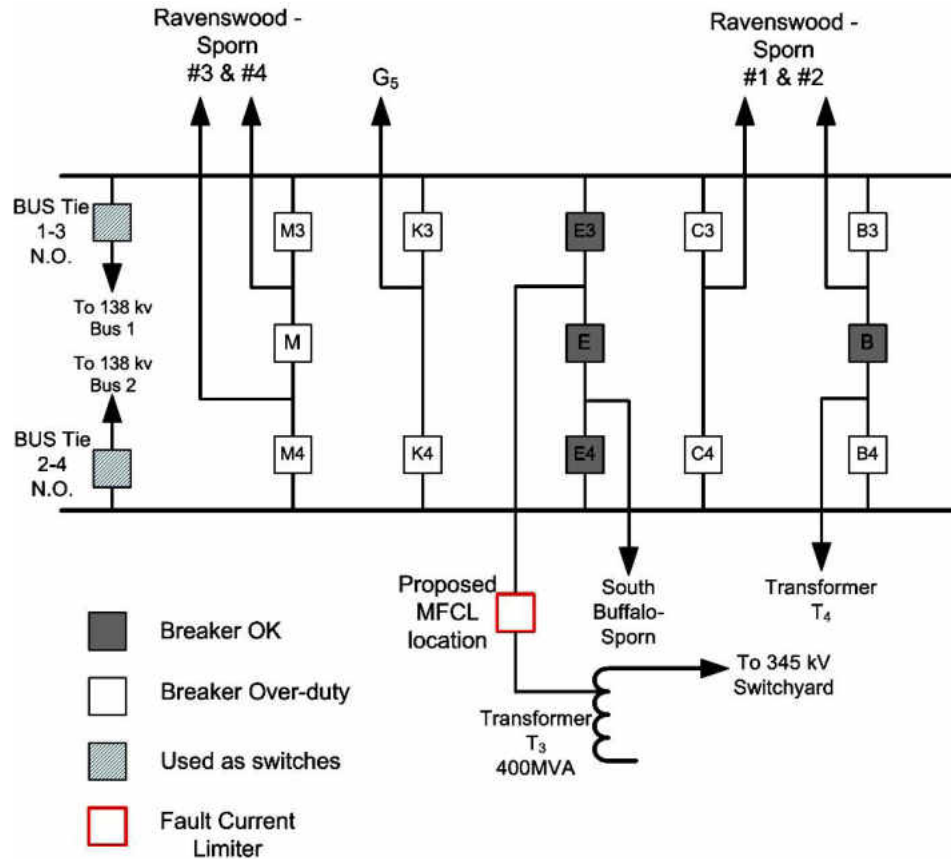 Ravenswood -
Sporn
#3 & #4
G5
Ravenswood -
Sporn
#1 & #2
BUS Tie
1-3
N.O.
M3
K3
E3
C3
B3
To 138 kv
Bus 1
M
E
B
To 138 kv
Bus 2
BUS Tie
2-4
N.O.
M4
K4
E4
C4
B4
Proposed
MFCL
location
South
Buffalo-
Sporn
Transformer
T4
Breaker OK
Breaker Over-duty
Used as switches
Fault Current
Limiter
Transformer
T3
400MVA
To 345 kV
Switchyard